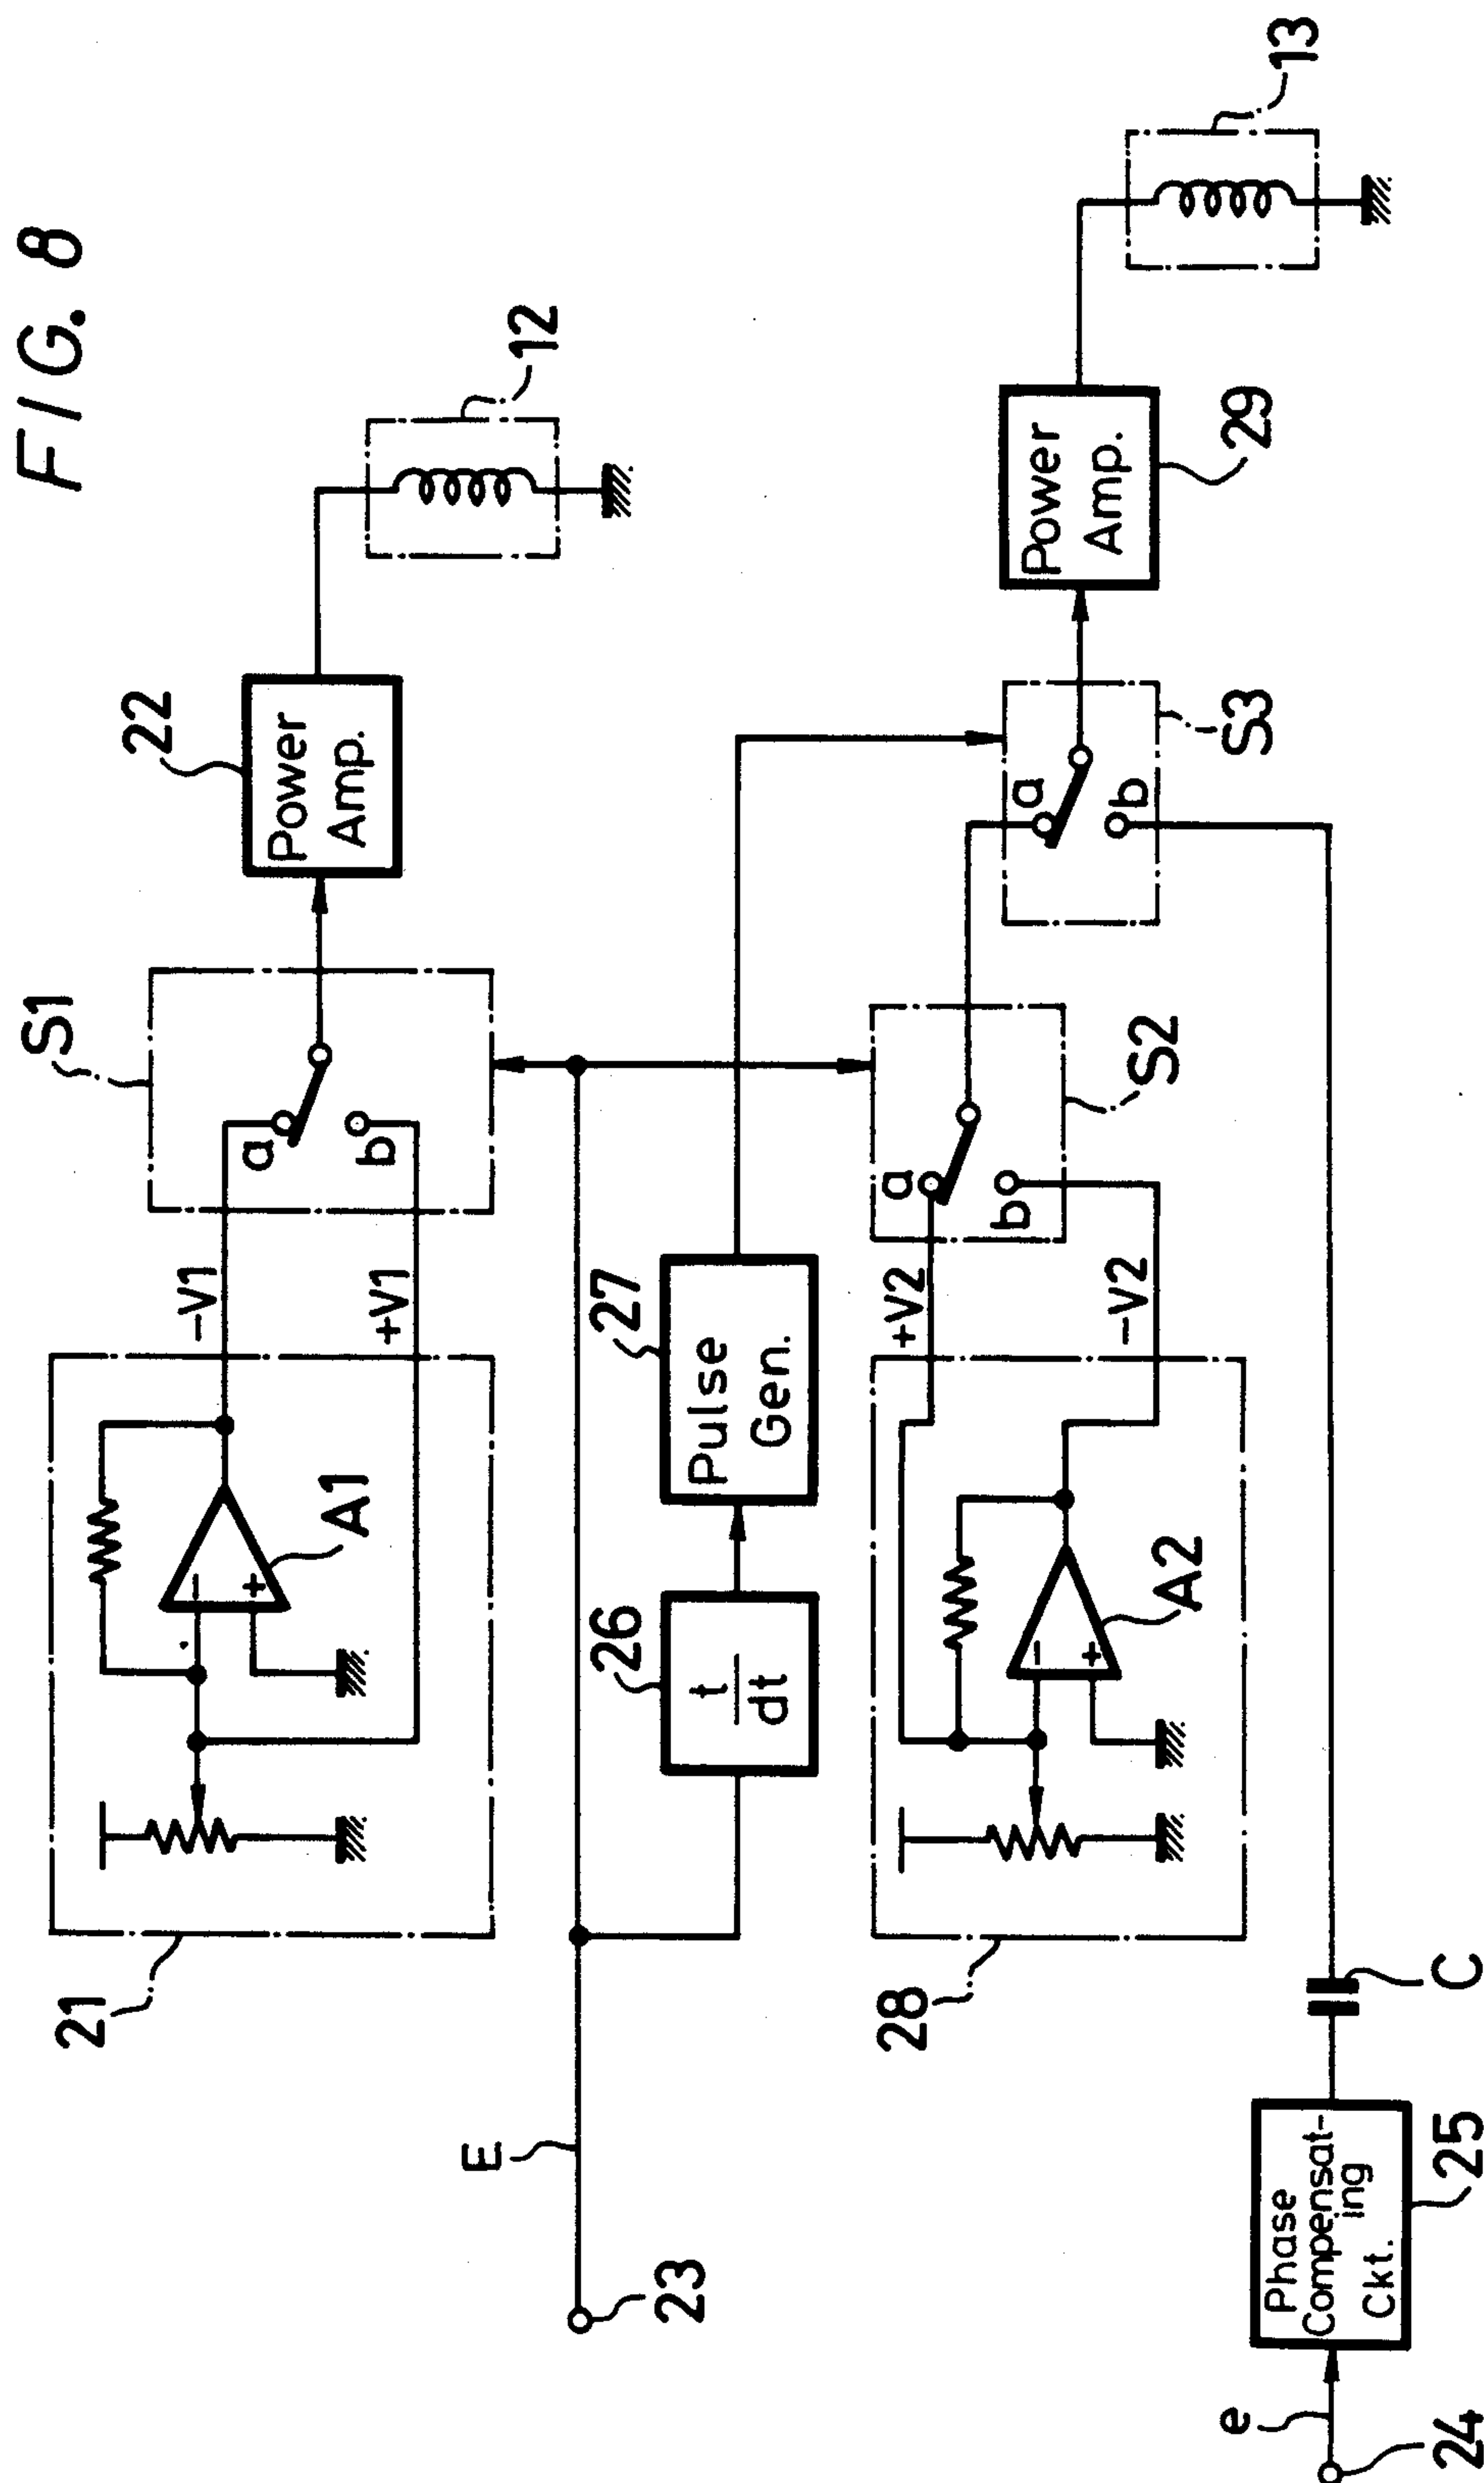 FIG. 8
S1
22
12
21
A1
−
+
−V1
+V1
a
b
Power
Amp.
E
23
26
t
dt
27
Pulse
Gen.
28
A2
−
+
+V2
−V2
a
b
S2
a
b
S3
Power
Amp.
29
13
e
24
Phase
Compensat-
ing
Ckt.
25
C